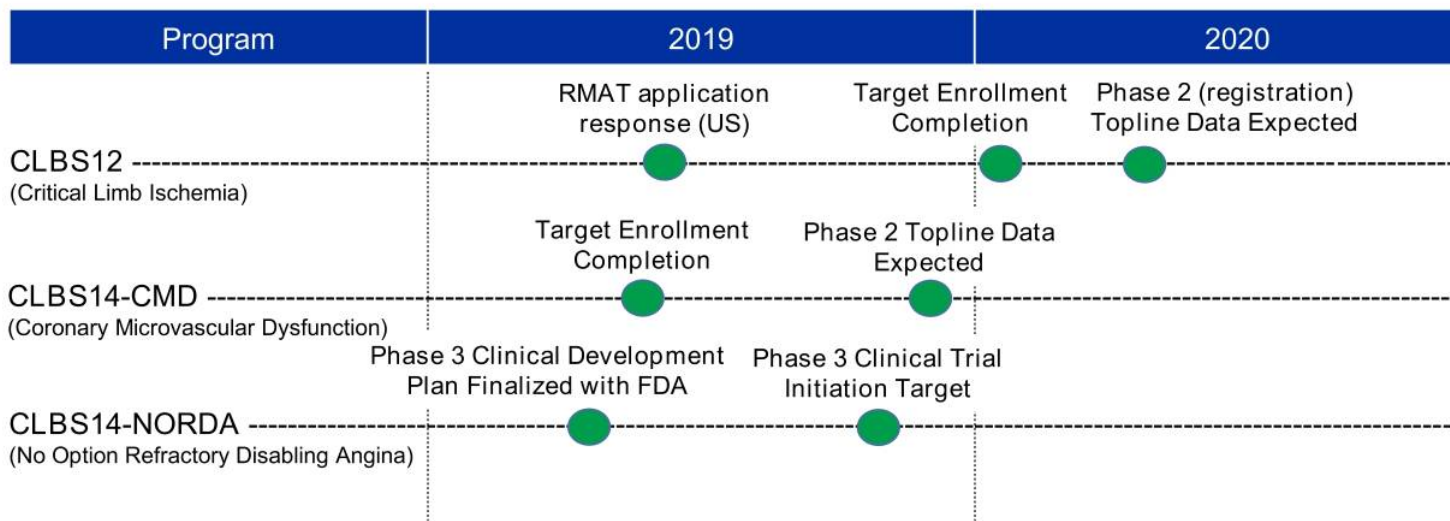 Program 2019 2020
RMAT application
response (US)
Target Enrollment
Completion
Phase 2 (registration)
Topline Data Expected
CLBS12
(Critical Limb Ischemia)
Target Enrollment
Completion
Phase 2 Topline Data
Expected
CLBS14-CMD
(Coronary Microvascular Dysfunction)
Phase 3 Clinical Development
Plan Finalized with FDA
Phase 3 Clinical Trial
Initiation Target
CLBS14-NORDA
(No Option Refractory Disabling Angina)